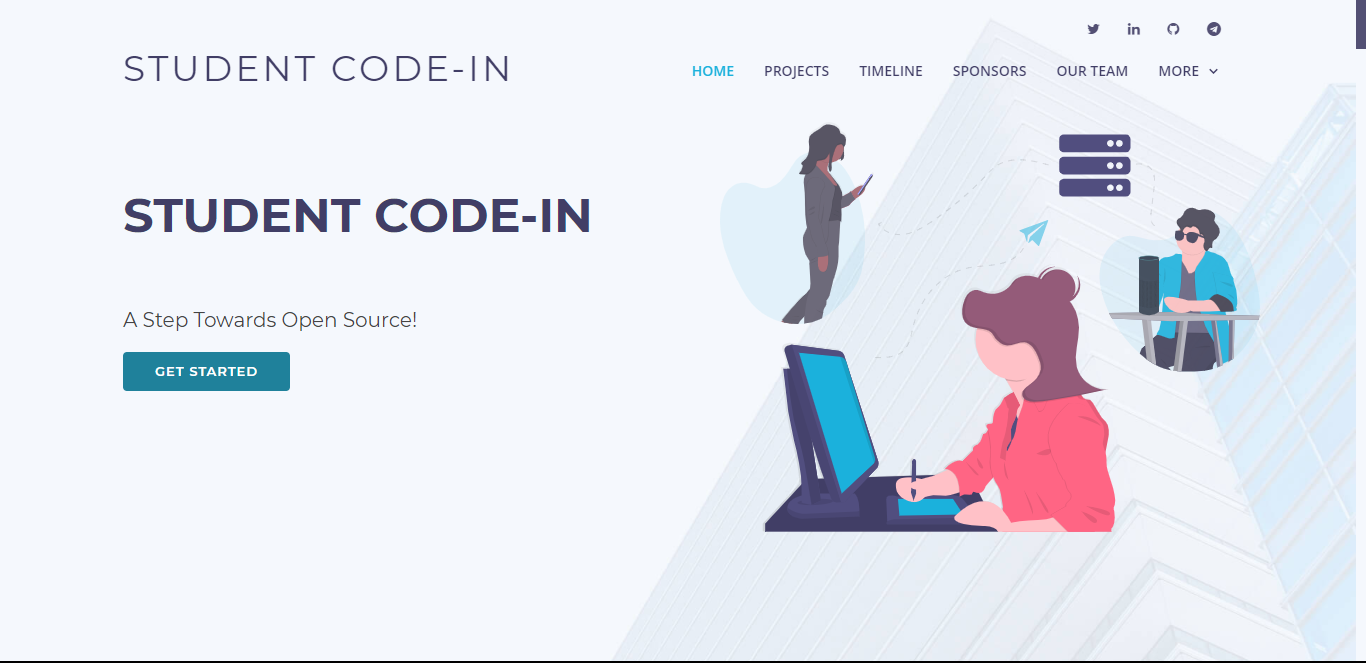 STUDENT CODE-IN
HOME PROJECTS TIMELINE SPONSORS OUR TEAM MORE
STUDENT CODE-IN
A Step Towards Open Source!
GET STARTED